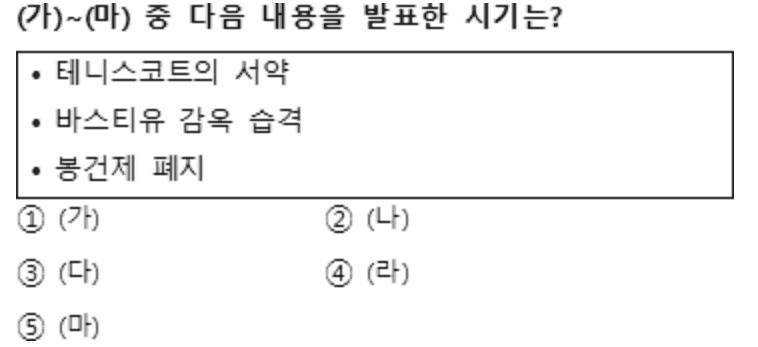 (가)~(마) 중 다음 내용을 발표한 시기는?
• 테니스코트의 서약
• 바스티유 감옥 습격
• 봉건제 폐지
① (가) ② (나)
③ (다) ④ (라)
⑤ (마)